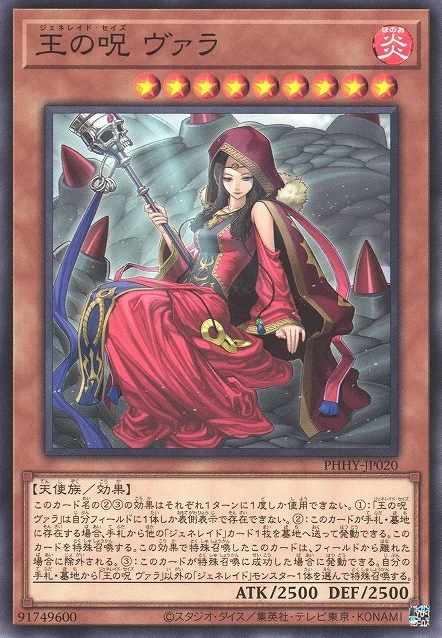 ジェネレイド・セイズ
王の呪 ヴァラ
ほのお
炎
PHHY-JP020
【天使族／効果】
このカード名の②③の効果はそれぞれ1ターンに1度しか使用できない。①：「王の呪
ヴァラ」は自分フィールドに1体しか表側表示で存在できない。②：このカードが手札・墓地
に存在する場合、手札から他の「ジェネレイド」カード1枚を墓地へ送って発動できる。この
カードを特殊召喚する。この効果で特殊召喚したこのカードは、フィールドから離れた
場合に除外される。③：このカードが特殊召喚に成功した場合に発動できる。自分の
手札・墓地から「王の呪 ヴァラ」以外の「ジェネレイド」モンスター1体を選んで特殊召喚する。
ATK/2500 DEF/2500
91749600
©スタジオ・ダイス／集英社・テレビ東京・KONAMI